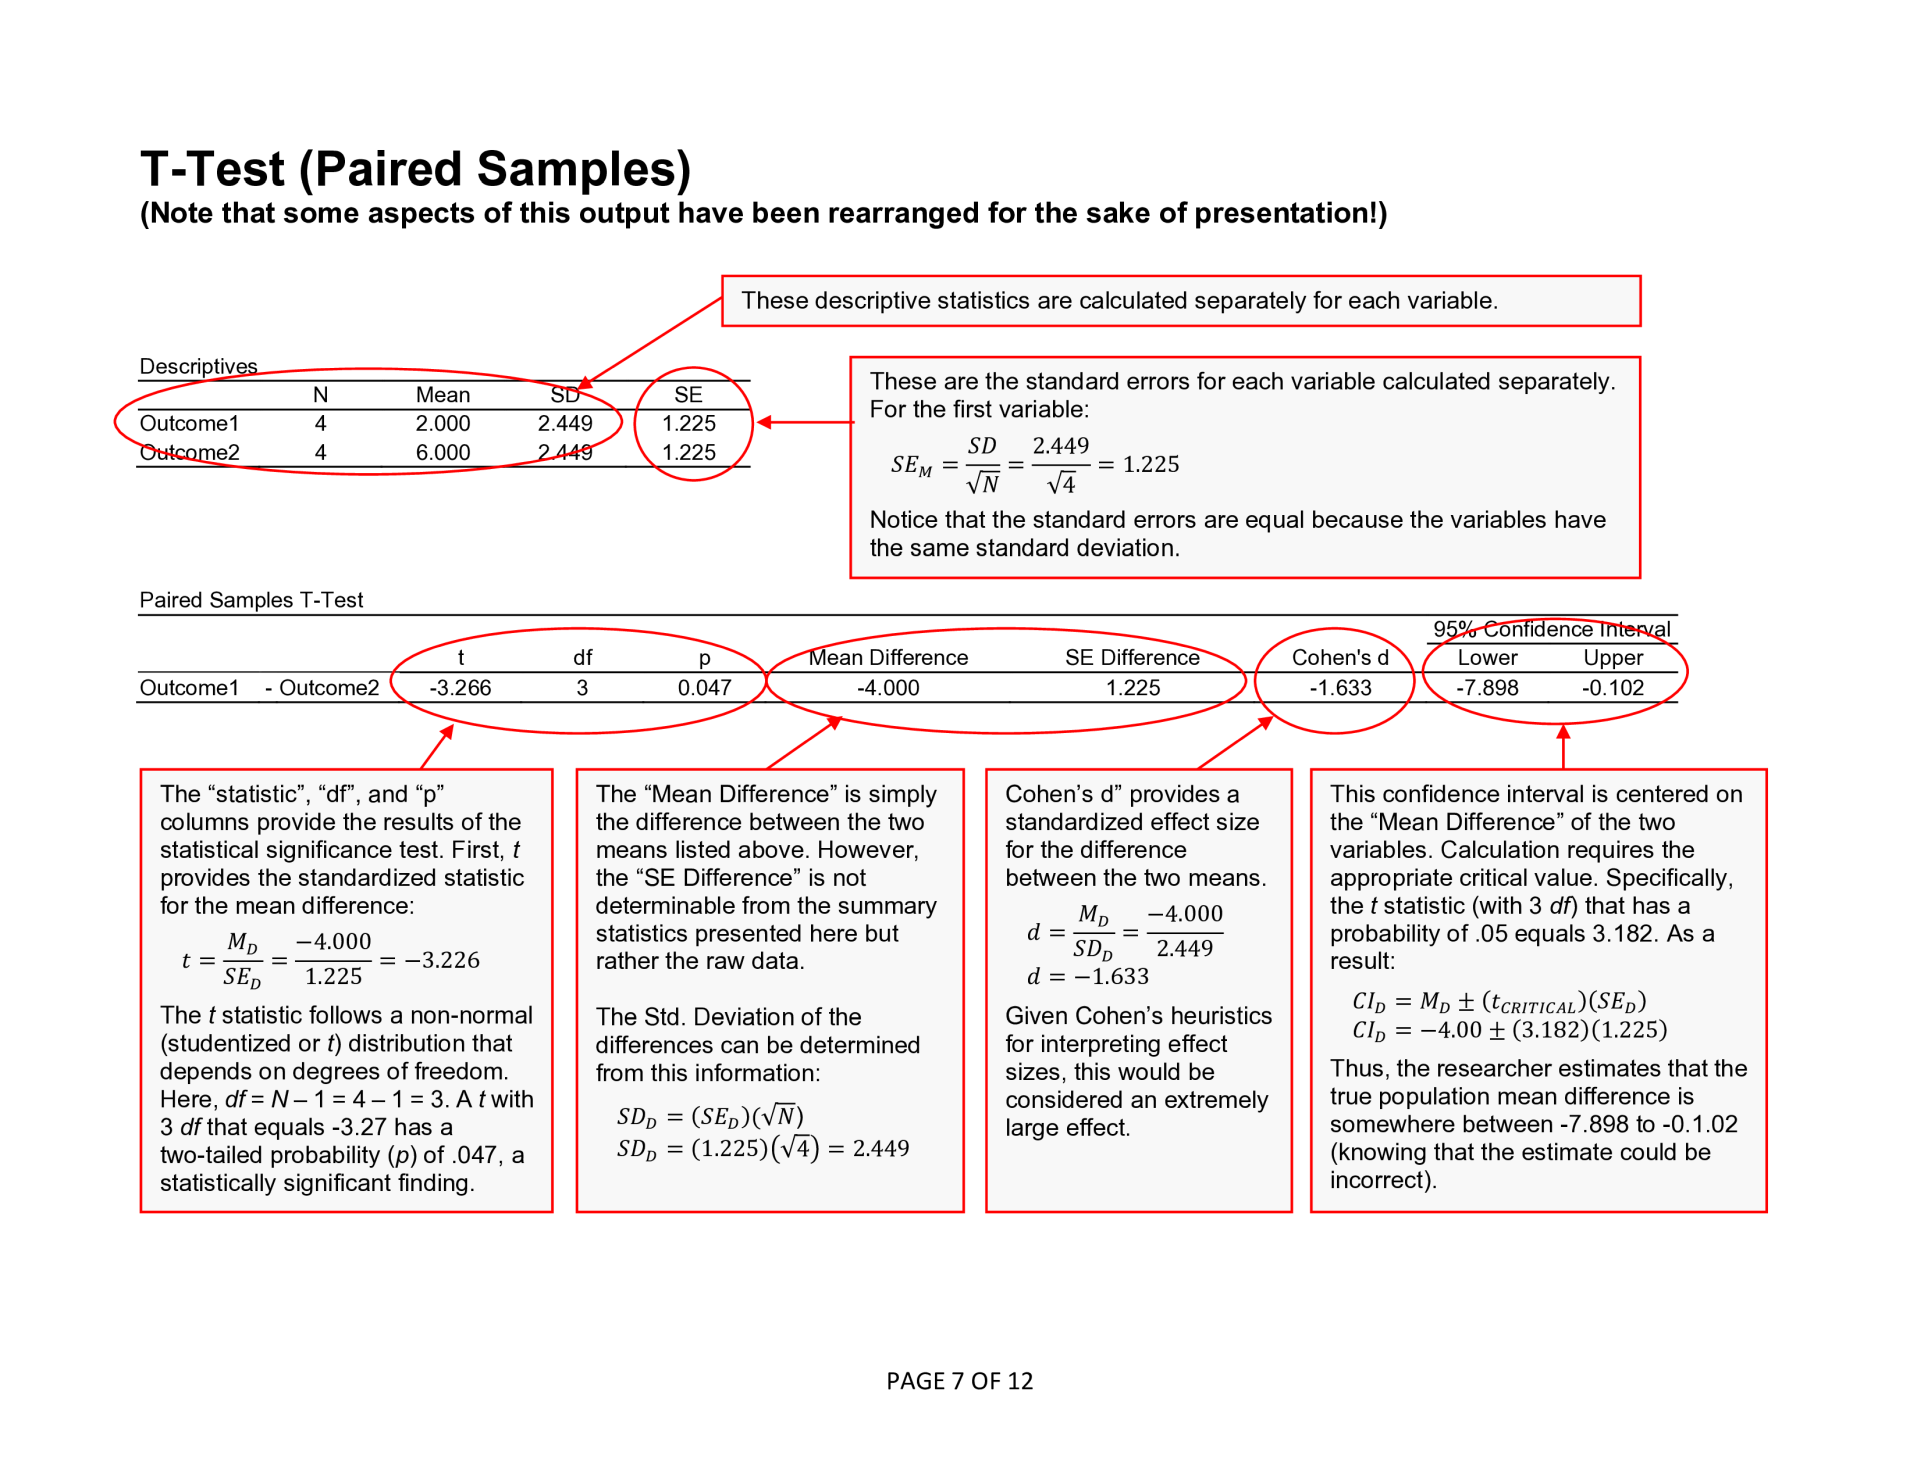 T-Test (Paired Samples)
(Note that some aspects of this output have been rearranged for the sake of presentation!)
These descriptive statistics are calculated separately for each variable.
Descriptives
N Mean SD SE
Outcome1 4 2.000 2.449 1.225
Outcome2 4 6.000 2.449 1.225
These are the standard errors for each variable calculated separately.
For the first variable:
SE_M = SD/√N = 2.449/√4 = 1.225
Notice that the standard errors are equal because the variables have
the same standard deviation.
Paired Samples T-Test
95% Confidence Interval
t df p Mean Difference SE Difference Cohen's d Lower Upper
Outcome1 - Outcome2 -3.266 3 0.047 -4.000 1.225 -1.633 -7.898 -0.102
The “statistic”, “df”, and “p”
columns provide the results of the
statistical significance test. First, t
provides the standardized statistic
for the mean difference:
t = M_D/SE_D = −4.000/1.225 = −3.226
The t statistic follows a non-normal
(studentized or t) distribution that
depends on degrees of freedom.
Here, df = N – 1 = 4 – 1 = 3. A t with
3 df that equals -3.27 has a
two-tailed probability (p) of .047, a
statistically significant finding.
The “Mean Difference” is simply
the difference between the two
means listed above. However,
the “SE Difference” is not
determinable from the summary
statistics presented here but
rather the raw data.
The Std. Deviation of the
differences can be determined
from this information:
SD_D = (SE_D)(√N)
SD_D = (1.225)(√4) = 2.449
Cohen’s d” provides a
standardized effect size
for the difference
between the two means.
d = M_D/SD_D = −4.000/2.449
d = −1.633
Given Cohen’s heuristics
for interpreting effect
sizes, this would be
considered an extremely
large effect.
This confidence interval is centered on
the “Mean Difference” of the two
variables. Calculation requires the
appropriate critical value. Specifically,
the t statistic (with 3 df) that has a
probability of .05 equals 3.182. As a
result:
CI_D = M_D ± (t_CRITICAL)(SE_D)
CI_D = −4.00 ± (3.182)(1.225)
Thus, the researcher estimates that the
true population mean difference is
somewhere between -7.898 to -0.1.02
(knowing that the estimate could be
incorrect).
PAGE 7 OF 12